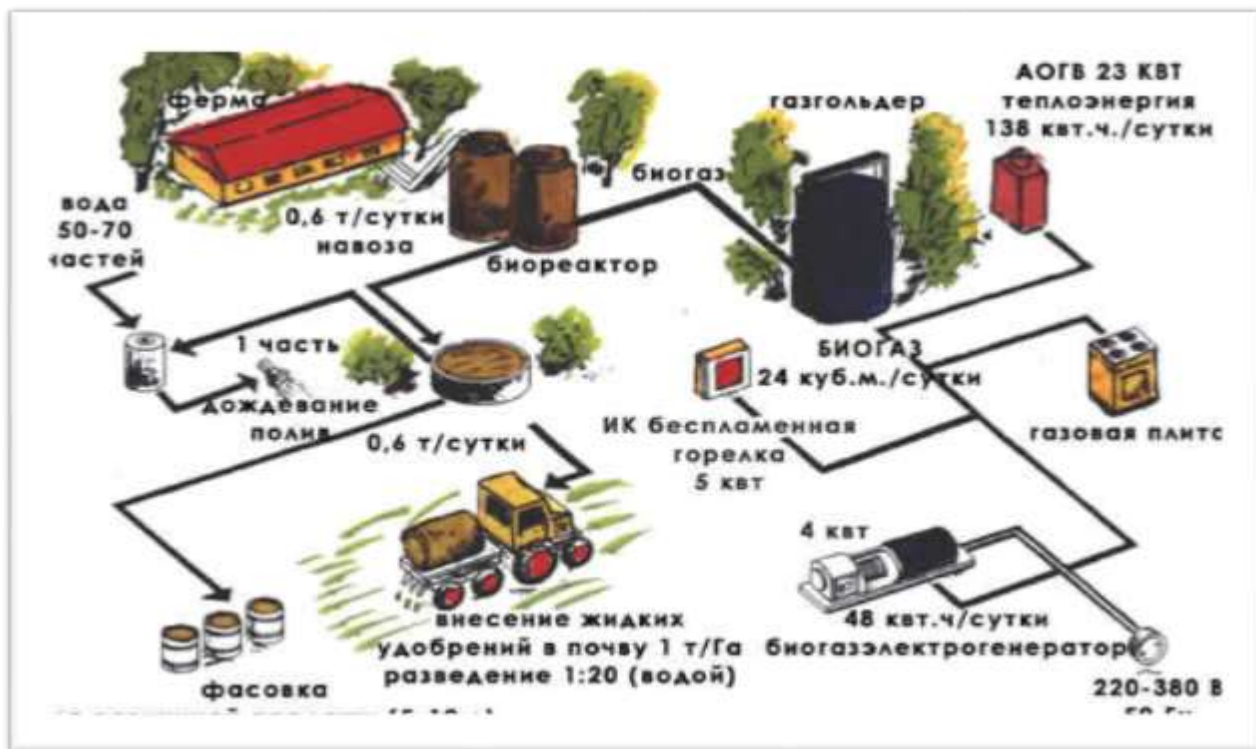 ферма
газгольдер
АОГВ 23 КВТ
теплоэнергия
138 квт.ч./сутки
биогаз
вода
50-70
частей
0,6 т/сутки
навоза
биореактор
1 часть
БИОГАЗ
24 куб.м./сутки
дождевание
полив
0,6 т/сутки
ИК беспламенная
горелка
5 квт
газовая плита
4 квт
внесение жидких
удобрений в почву 1 т/Га
разведение 1:20 (водой)
48 квт.ч/сутки
биогазэлектрогенератор
фасовка
220-380 В